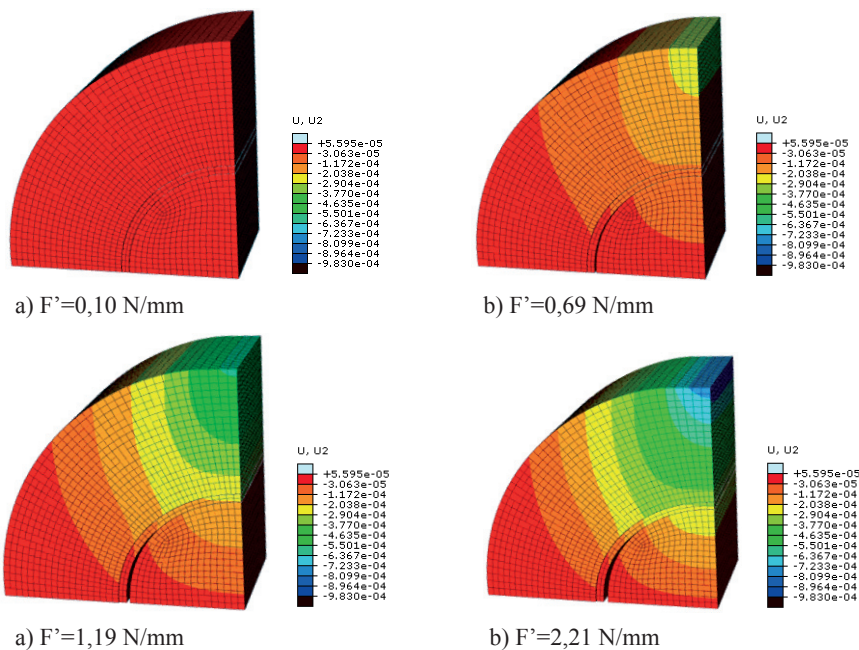 U, U2
+5.595e-05
-3.063e-05
-1.172e-04
-2.038e-04
-2.904e-04
-3.770e-04
-4.635e-04
-5.501e-04
-6.367e-04
-7.233e-04
-8.099e-04
-8.964e-04
-9.830e-04
a) F’=0,10 N/mm
U, U2
+5.595e-05
-3.063e-05
-1.172e-04
-2.038e-04
-2.904e-04
-3.770e-04
-4.635e-04
-5.501e-04
-6.367e-04
-7.233e-04
-8.099e-04
-8.964e-04
-9.830e-04
b) F’=0,69 N/mm
U, U2
+5.595e-05
-3.063e-05
-1.172e-04
-2.038e-04
-2.904e-04
-3.770e-04
-4.635e-04
-5.501e-04
-6.367e-04
-7.233e-04
-8.099e-04
-8.964e-04
-9.830e-04
a) F’=1,19 N/mm
U, U2
+5.595e-05
-3.063e-05
-1.172e-04
-2.038e-04
-2.904e-04
-3.770e-04
-4.635e-04
-5.501e-04
-6.367e-04
-7.233e-04
-8.099e-04
-8.964e-04
-9.830e-04
b) F’=2,21 N/mm